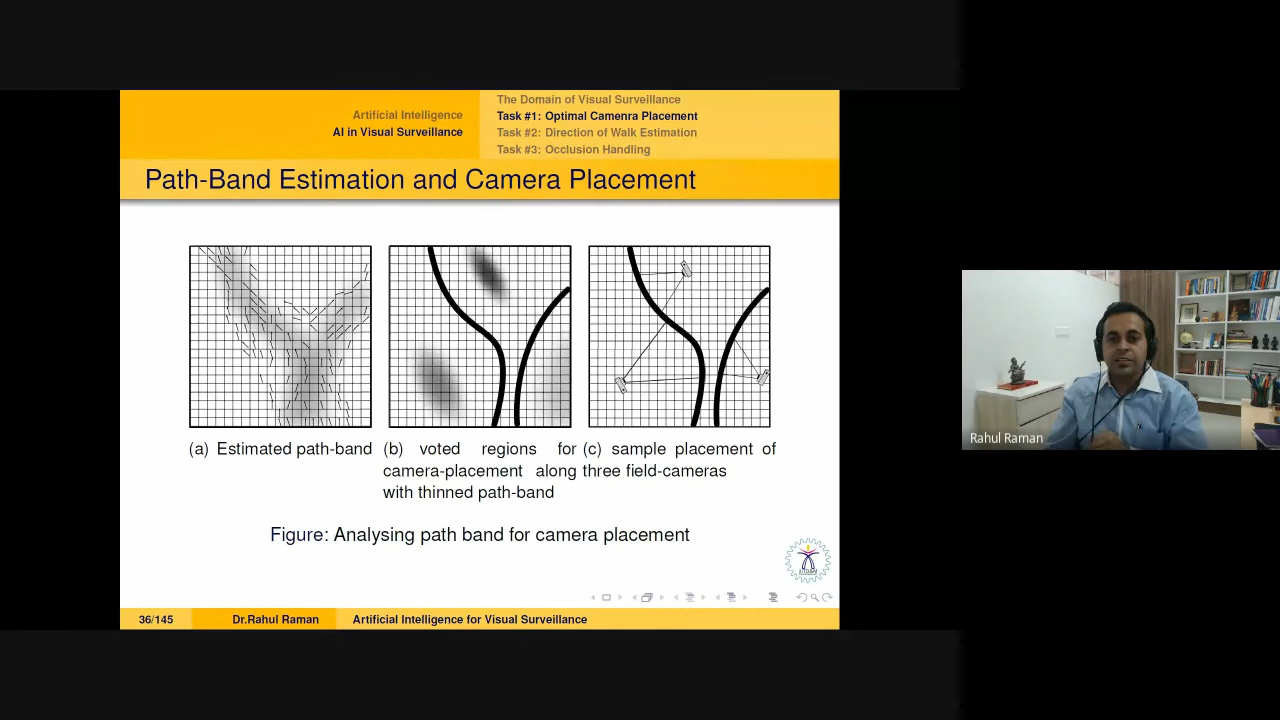 Artificial Intelligence
AI in Visual Surveillance
The Domain of Visual Surveillance
Task #1: Optimal Camenra Placement
Task #2: Direction of Walk Estimation
Task #3: Occlusion Handling
Path-Band Estimation and Camera Placement
(a) Estimated path-band
(b) voted regions for
camera-placement along
with thinned path-band
(c) sample placement of
three field-cameras
Figure: Analysing path band for camera placement
36/145
Dr.Rahul Raman
Artificial Intelligence for Visual Surveillance
Rahul Raman